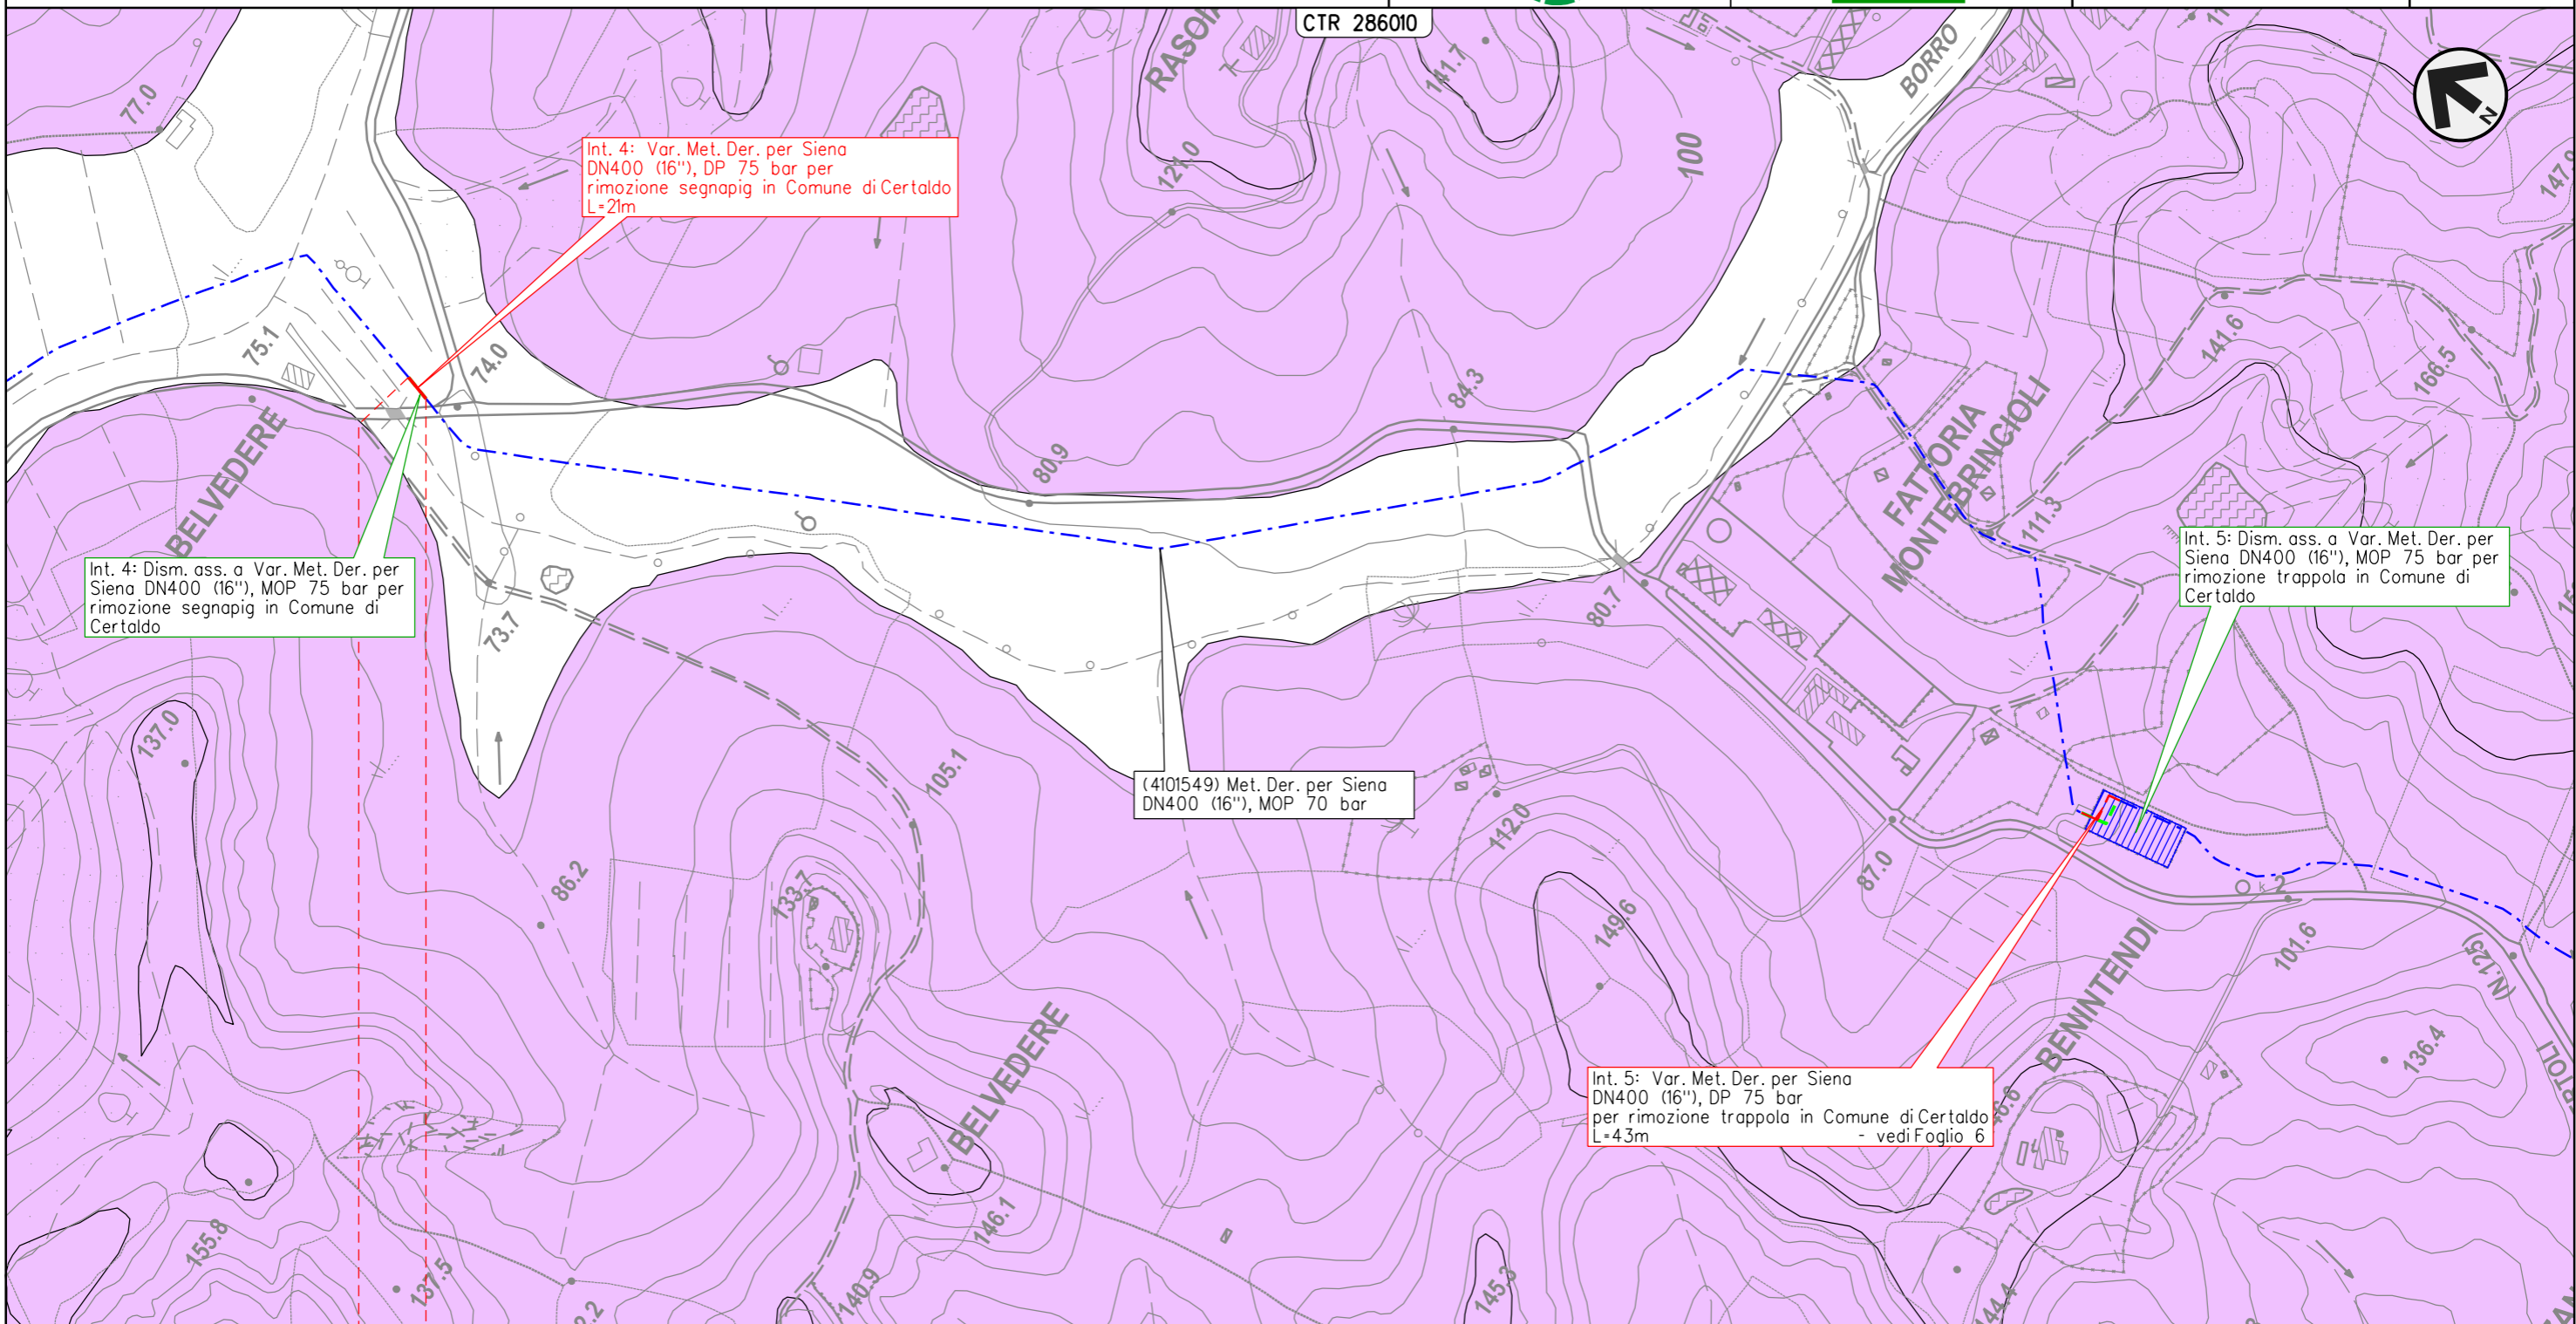 CTR 286010
BORRO
77.0
141.7
100
121.0
N
Int. 4: Var. Met. Der. per Siena
DN400 (16"), DP 75 bar per
rimozione segnapig in Comune di Certaldo
L=21m
75.1
74.0
BELVEDERE
84.3
80.9
141.6
166.5
FATTORIA
MONTEBRINCIOLI
111.3
Int. 5: Dism. ass. a Var. Met. Der. per
Siena DN400 (16"), MOP 75 bar per
rimozione trappola in Comune di
Certaldo
Int. 4: Dism. ass. a Var. Met. Der. per
Siena DN400 (16"), MOP 75 bar per
rimozione segnapig in Comune di
Certaldo
73.7
80.7
137.0
105.1
(4101549) Met. Der. per Siena
DN400 (16"), MOP 70 bar
112.0
87.0
86.2
133.7
149.6
k 2
101.6
(N.125)
BENINTENDI
BELVEDERE
136.4
Int. 5: Var. Met. Der. per Siena
DN400 (16"), DP 75 bar
per rimozione trappola in Comune di Certaldo
L=43m - vedi Foglio 6
146.1
155.8
137.5
140.9
145.3
144.4